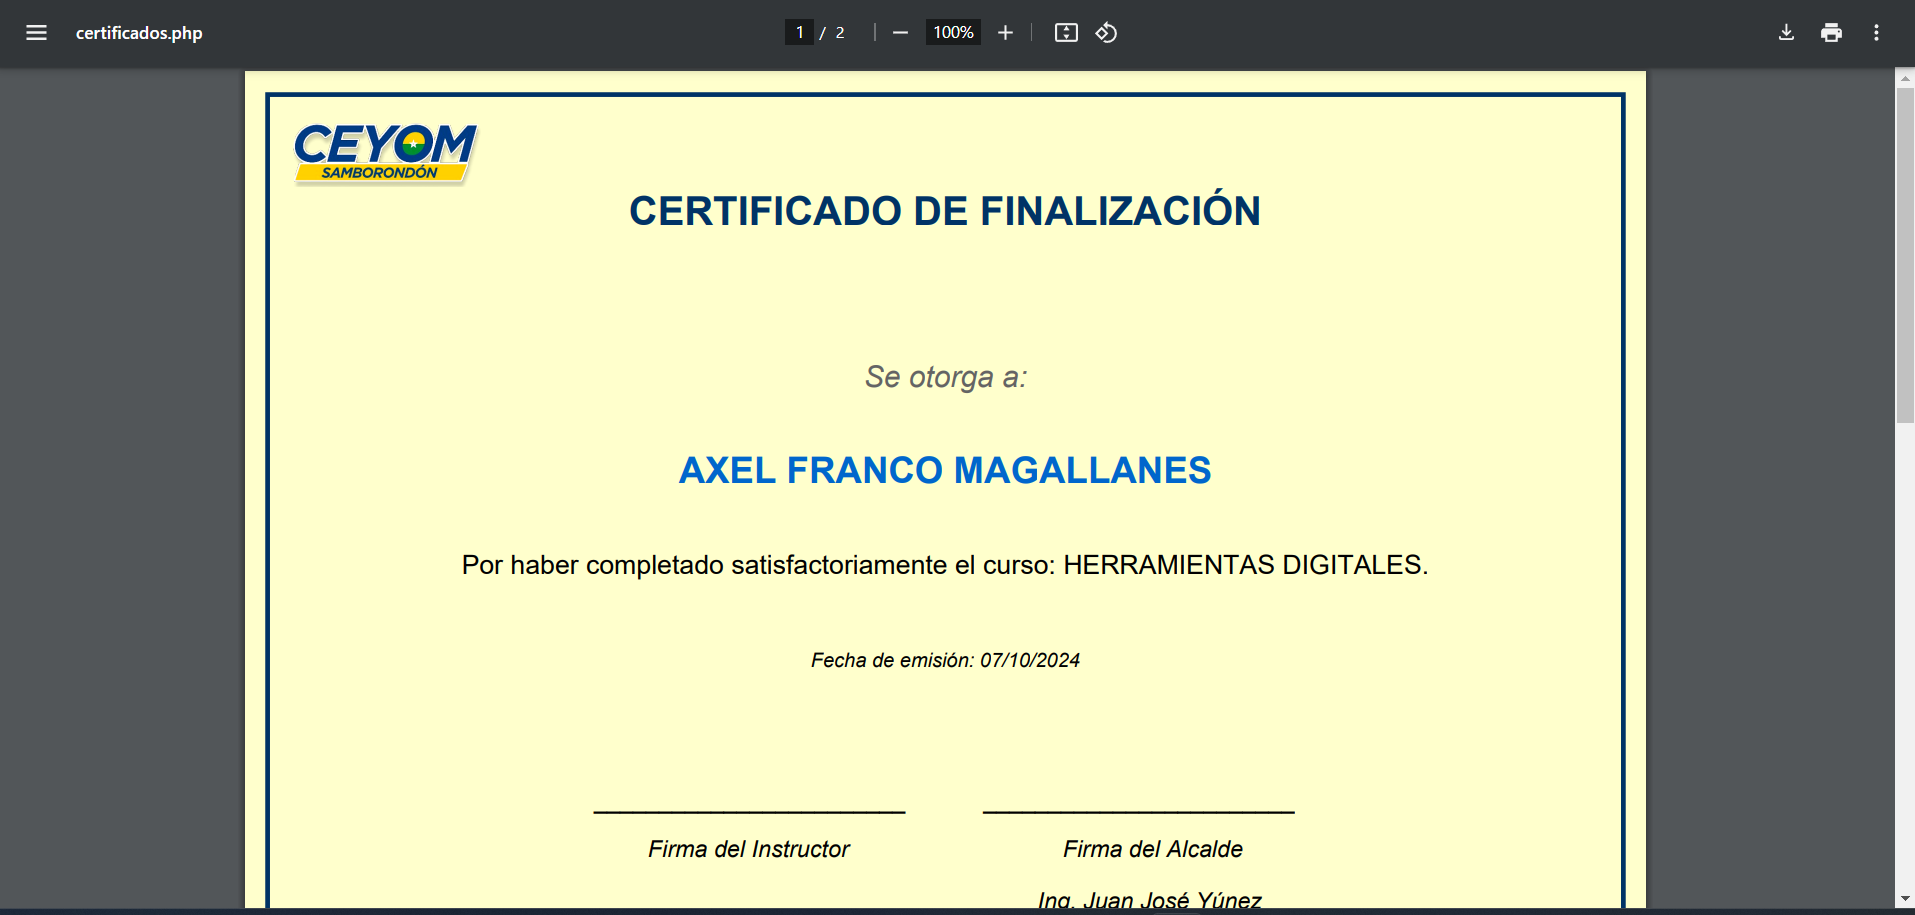 certificados.php
1 / 2
100%
CEYOM
SAMBORONDÓN
CERTIFICADO DE FINALIZACIÓN
Se otorga a:
AXEL FRANCO MAGALLANES
Por haber completado satisfactoriamente el curso: HERRAMIENTAS DIGITALES.
Fecha de emisión: 07/10/2024
Firma del Instructor
Firma del Alcalde
Ing. Juan José Yúnez